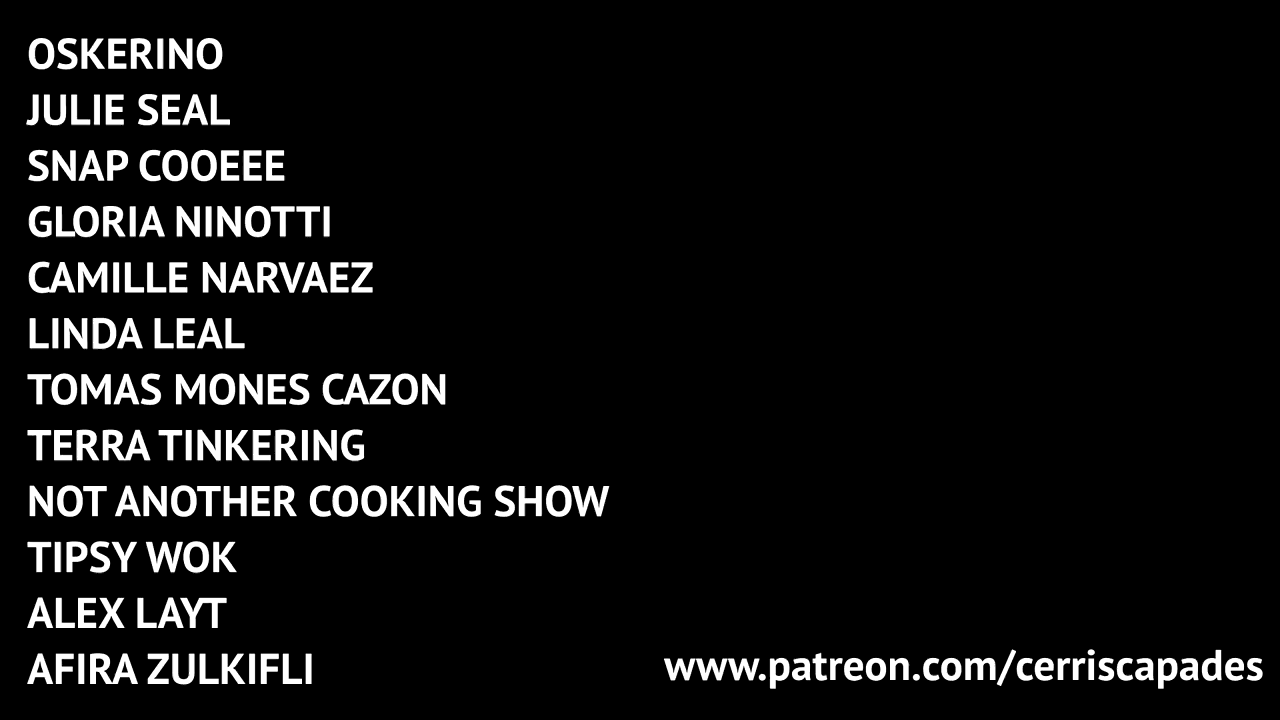 OSKERINO
JULIE SEAL
SNAP COOEEE
GLORIA NINOTTI
CAMILLE NARVAEZ
LINDA LEAL
TOMAS MONES CAZON
TERRA TINKERING
NOT ANOTHER COOKING SHOW
TIPSY WOK
ALEX LAYT
AFIRA ZULKIFLI
www.patreon.com/cerriscapades